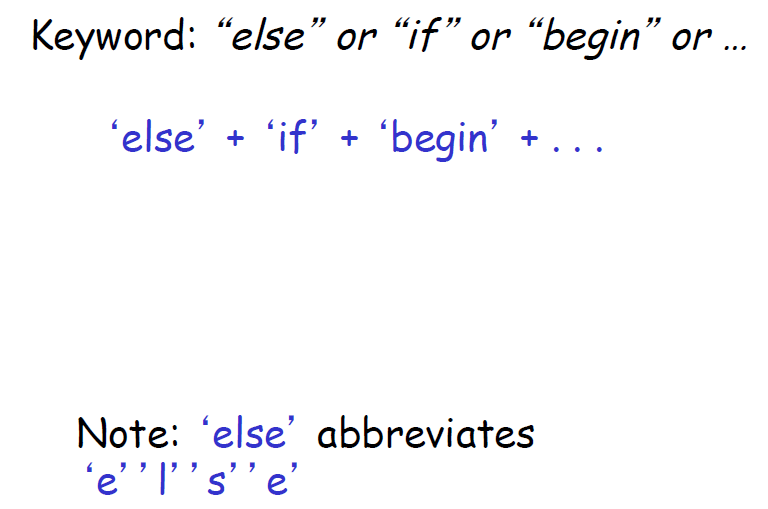 Keyword: “else” or “if” or “begin” or …
‘else’ + ‘if’ + ‘begin’ + . . .
Note: ‘else’ abbreviates
‘e’ ’l’ ’s’ ’e’